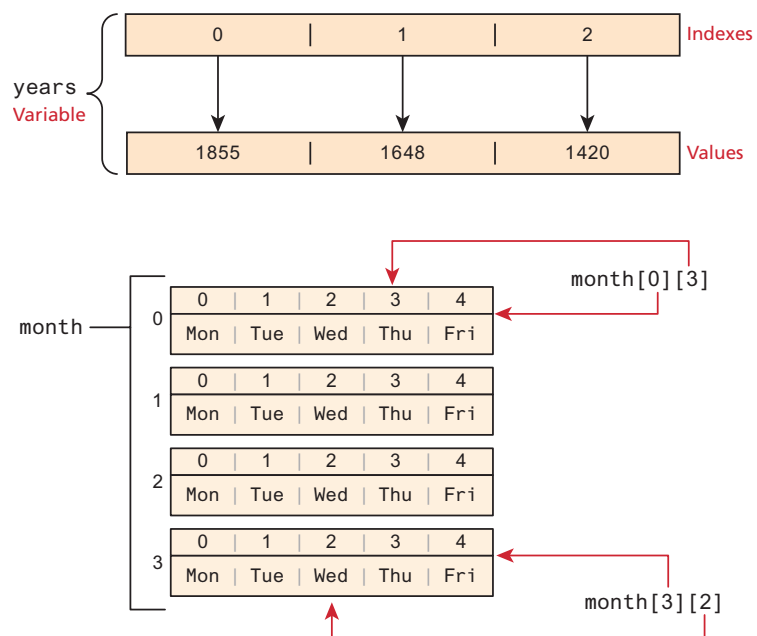 0 | 1 | 2 Indexes
years
Variable
1855 | 1648 | 1420 Values
month[0][3]
0 | 1 | 2 | 3 | 4
0
Mon | Tue | Wed | Thu | Fri
month
0 | 1 | 2 | 3 | 4
1
Mon | Tue | Wed | Thu | Fri
0 | 1 | 2 | 3 | 4
2
Mon | Tue | Wed | Thu | Fri
0 | 1 | 2 | 3 | 4
3
Mon | Tue | Wed | Thu | Fri
month[3][2]